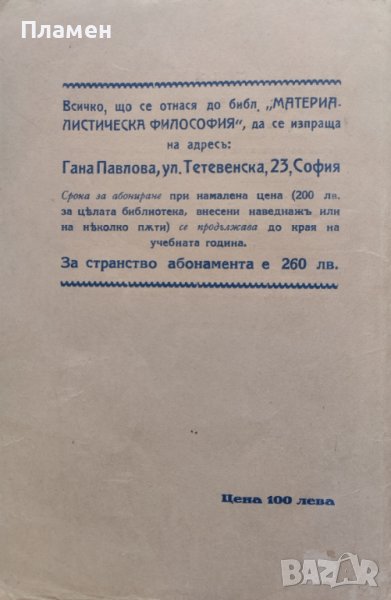 Пламен
Всичко, що се отнася до библ. „МАТЕРИА-
ЛИСТИЧЕСКА ФИЛОСОФИЯ", да се изпраща
на адресъ:
Гана Павлова, ул. Тетевенска, 23, София
Срока за абониране при намалена цена (200 лв.
за цѣлата библиотека, внесени наведнажъ или
на нѣколко пѫти) се продължава до края на
учебната година.
За странство абонамента е 260 лв.
Цена 100 лева
BAZAR